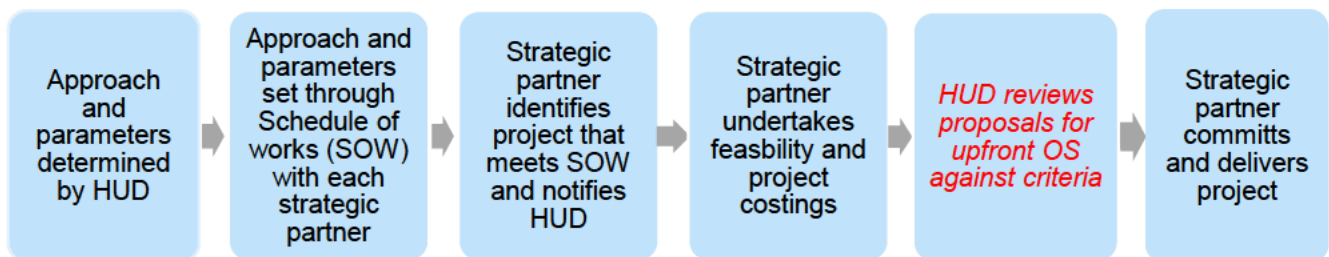 Approach
and
parameters
determined
by HUD
Approach and
parameters
set through
Schedule of
works (SOW)
with each
strategic
partner
Strategic
partner
identifies
project that
meets SOW
and notifies
HUD
Strategic
partner
undertakes
feasbility and
project
costings
HUD reviews
proposals for
upfront OS
against criteria
Strategic
partner
committs
and delivers
project